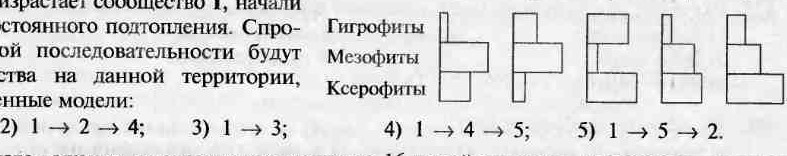 израстает сообщество 1, начали
остоянного подтопления. Спро-
ой последовательности будут
ства на данной территории,
енные модели:
Гигрофиты
Мезофиты
Ксерофиты
2) 1 → 2 → 4; 3) 1 → 3; 4) 1 → 4 → 5; 5) 1 → 5 → 2.